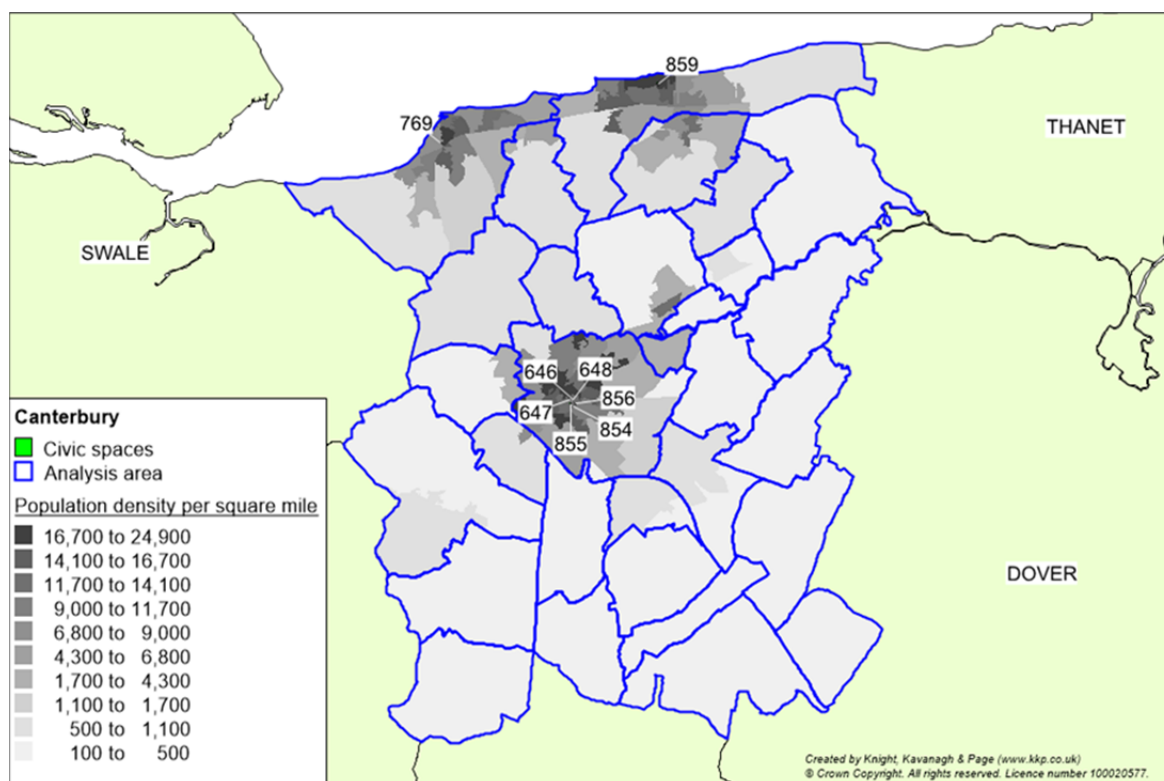 859
769
THANET
SWALE
646
648
856
647
854
855
DOVER
Canterbury
Civic spaces
Analysis area
Population density per square mile
16,700 to 24,900
14,100 to 16,700
11,700 to 14,100
9,000 to 11,700
6,800 to 9,000
4,300 to 6,800
1,700 to 4,300
1,100 to 1,700
500 to 1,100
100 to 500
Created by Knight, Kavanagh & Page (www.kkp.co.uk)
© Crown Copyright. All rights reserved. Licence number 100020577.